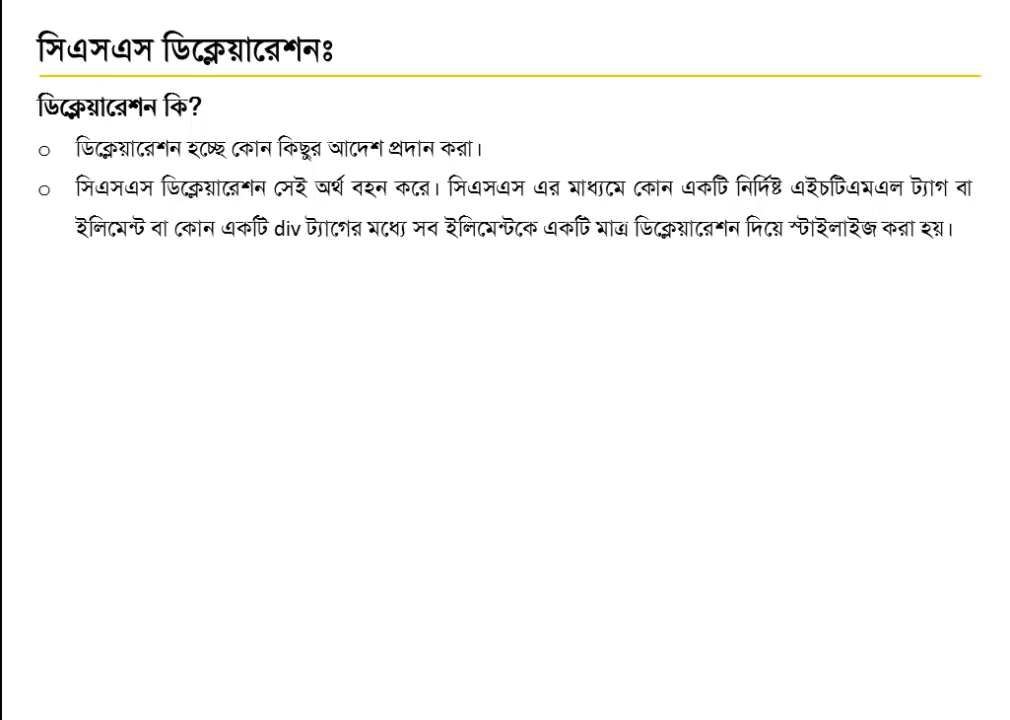 সিএসএস ডিক্লেয়ারেশনঃ
ডিক্লেয়ারেশন কি?
○ ডিক্লেয়ারেশন হচ্ছে কোন কিছুর আদেশ প্রদান করা।
○ সিএসএস ডিক্লেয়ারেশন সেই অর্থ বহন করে। সিএসএস এর মাধ্যমে কোন একটি নির্দিষ্ট এইচটিএমএল ট্যাগ বা
ইলিমেন্ট বা কোন একটি div ট্যাগের মধ্যে সব ইলিমেন্টকে একটি মাত্র ডিক্লেয়ারেশন দিয়ে স্টাইলাইজ করা হয়।